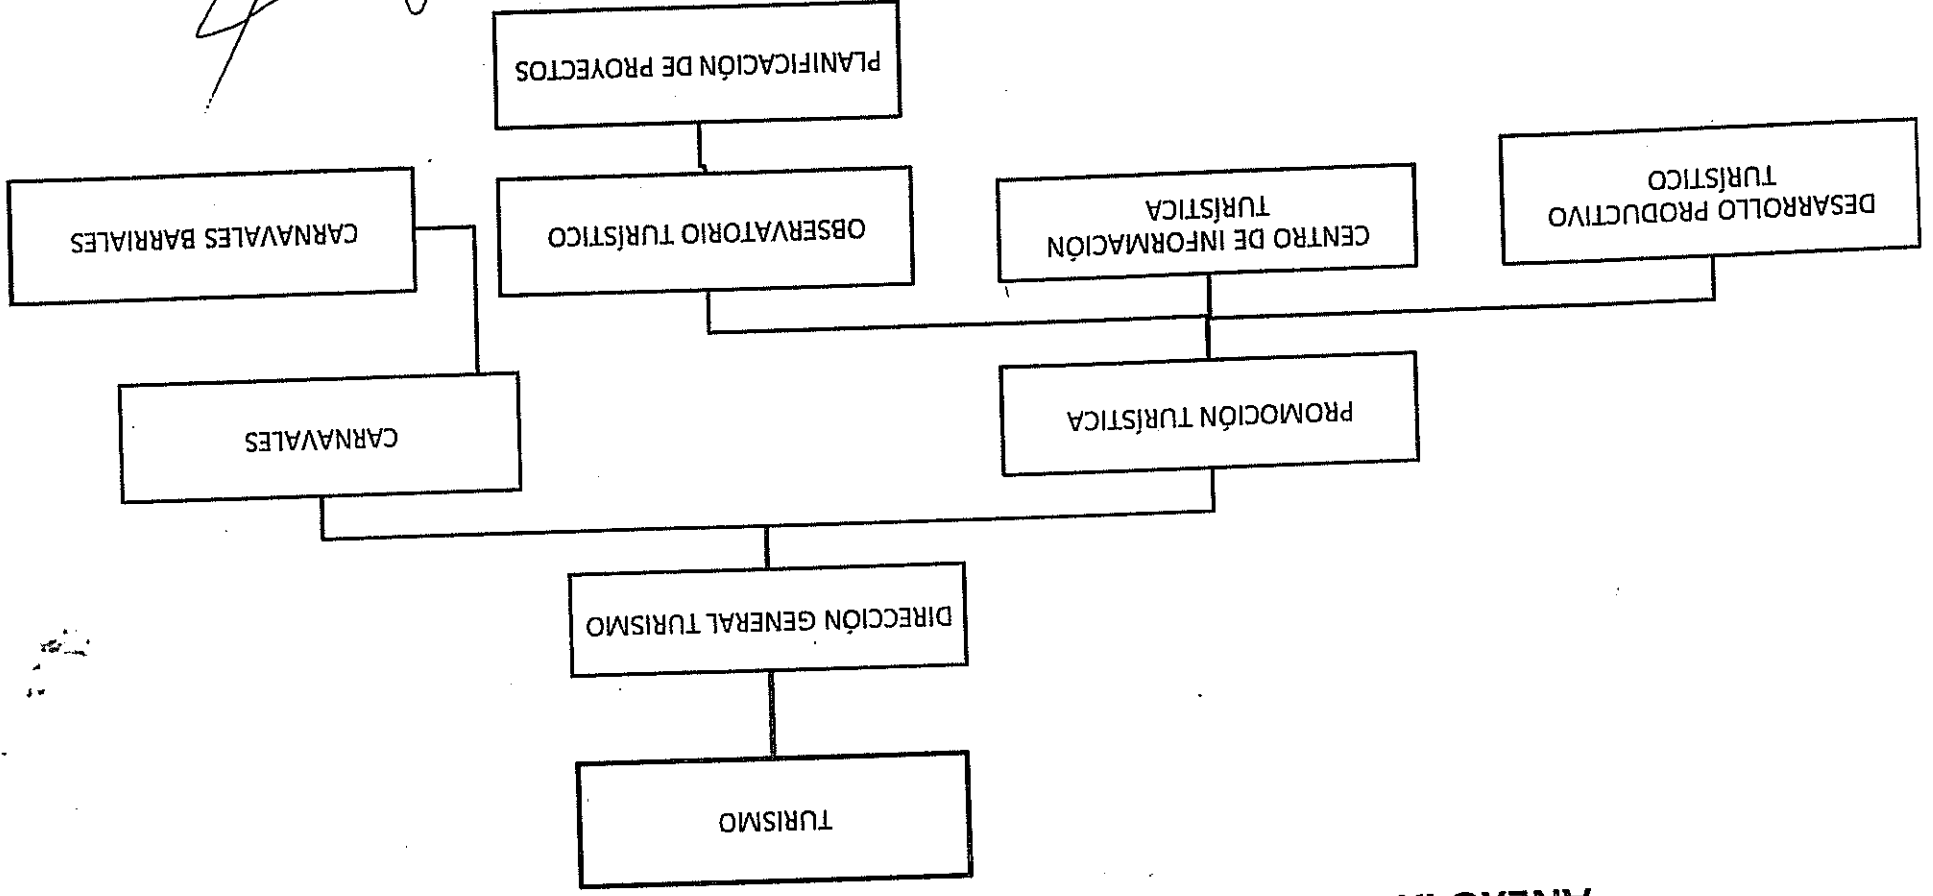 TURISMO
DIRECCIÓN GENERAL TURISMO
PROMOCIÓN TURÍSTICA
CARNAVALES
DESARROLLO PRODUCTIVO
TURÍSTICO
CENTRO DE INFORMACIÓN
TURÍSTICA
OBSERVATORIO TURÍSTICO
CARNAVALES BARRIALES
PLANIFICACIÓN DE PROYECTOS